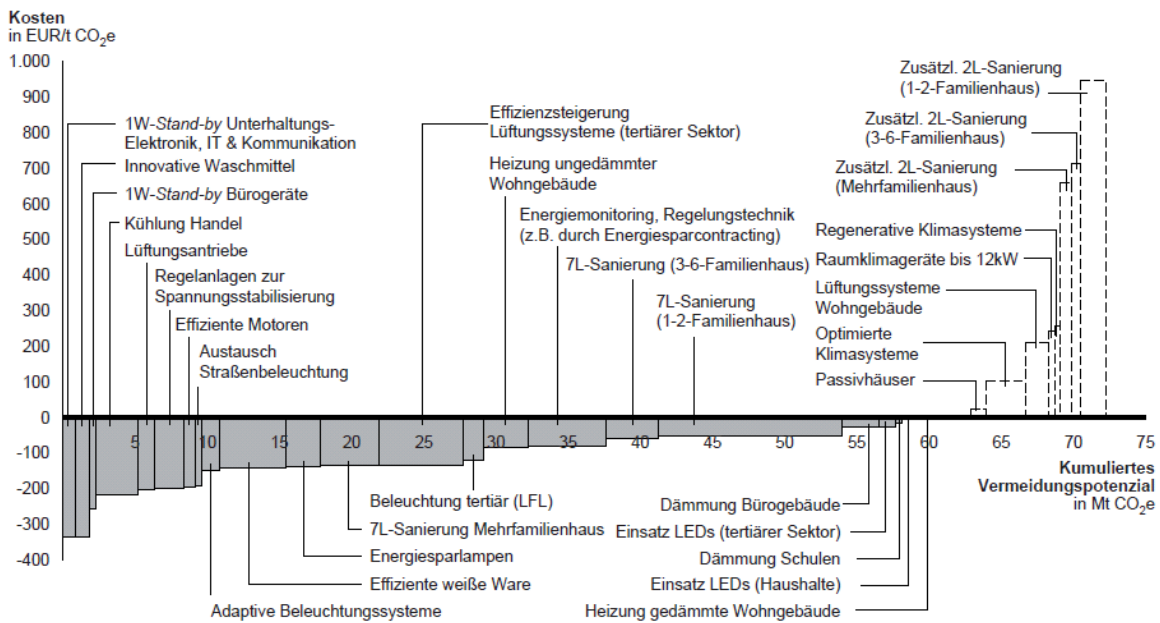 Kosten
in EUR/t CO₂e
1.000
900
800
700
600
500
400
300
200
100
0
-100
-200
-300
-400
1W-Stand-by Unterhaltungs-
Elektronik, IT & Kommunikation
Innovative Waschmittel
1W-Stand-by Bürogeräte
Kühlung Handel
Lüftungsantriebe
Regelanlagen zur
Spannungsstabilisierung
Effiziente Motoren
Austausch
Straßenbeleuchtung
Effizienzsteigerung
Lüftungssysteme (tertiärer Sektor)
Heizung ungedämmter
Wohngebäude
Energiemonitoring, Regelungstechnik
(z.B. durch Energiesparcontracting)
7L-Sanierung (3-6-Familienhaus)
7L-Sanierung
(1-2-Familienhaus)
Zusätzl. 2L-Sanierung
(1-2-Familienhaus)
Zusätzl. 2L-Sanierung
(3-6-Familienhaus)
Zusätzl. 2L-Sanierung
(Mehrfamilienhaus)
Regenerative Klimasysteme
Raumklimageräte bis 12kW
Lüftungssysteme
Wohngebäude
Optimierte
Klimasysteme
Passivhäuser
5 10 15 20 25 30 35 40 45 50 55 60 65 70 75
Kumuliertes
Vermeidungspotenzial
in Mt CO₂e
Beleuchtung tertiär (LFL)
7L-Sanierung Mehrfamilienhaus
Energiesparlampen
Effiziente weiße Ware
Adaptive Beleuchtungssysteme
Dämmung Bürogebäude
Einsatz LEDs (tertiärer Sektor)
Dämmung Schulen
Einsatz LEDs (Haushalte)
Heizung gedämmte Wohngebäude